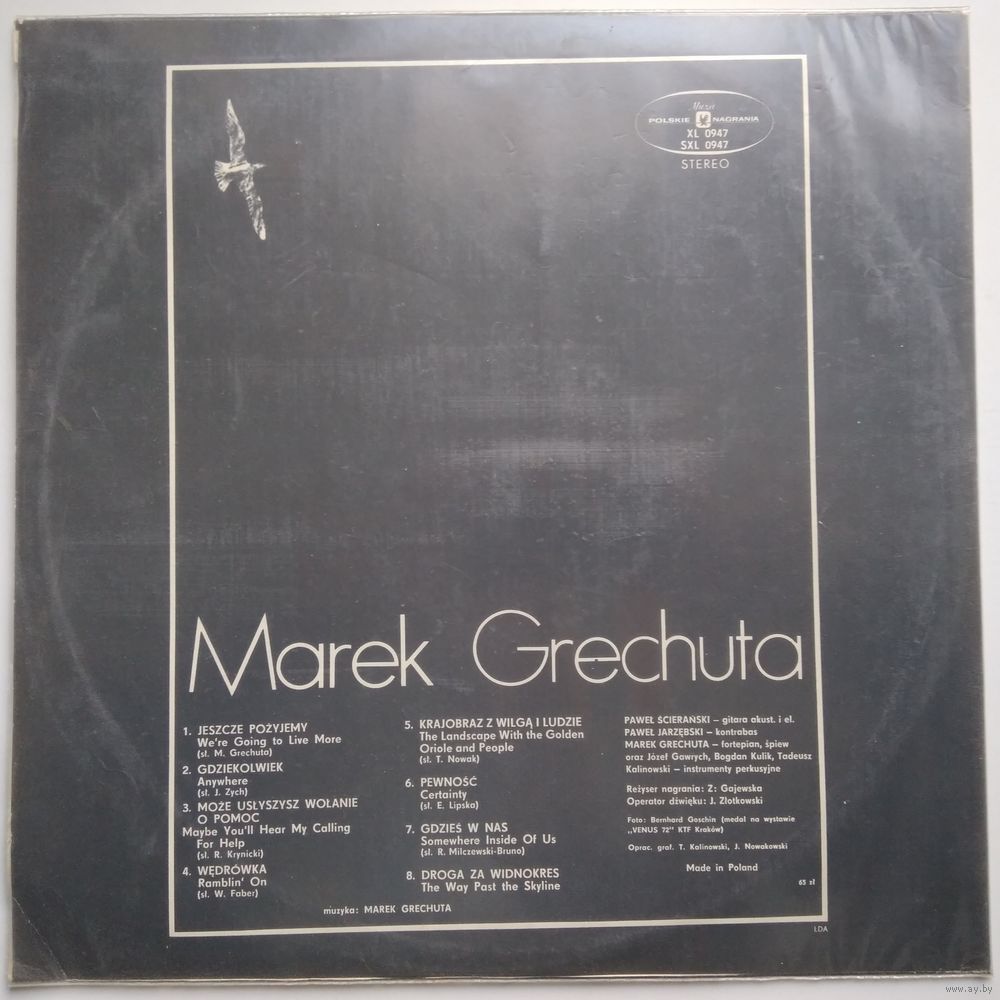 Muza
POLSKIE NAGRANIA
XL 0947
SXL 0947
STEREO
Marek Grechuta
1. JESZCZE POŻYJEMY
We're Going to Live More
(sł. M. Grechuta)
2. GDZIEKOLWIEK
Anywhere
(sł. J. Zych)
3. MOŻE USŁYSZYSZ WOŁANIE
O POMOC
Maybe You'll Hear My Calling
For Help
(sł. R. Krynicki)
4. WĘDRÓWKA
Ramblin' On
(sł. W. Faber)
5. KRAJOBRAZ Z WILGĄ I LUDZIE
The Landscape With the Golden
Oriole and People
(sł. T. Nowak)
6. PEWNOŚĆ
Certainty
(sł. E. Lipska)
7. GDZIEŚ W NAS
Somewhere Inside Of Us
(sł. R. Milczewski-Bruno)
8. DROGA ZA WIDNOKRES
The Way Past the Skyline
muzyka: MAREK GRECHUTA
PAWEŁ ŚCIERAŃSKI – gitara akust. i el.
PAWEŁ JARZĘBSKI – kontrabas
MAREK GRECHUTA – fortepian, śpiew
oraz Józef Gawrych, Bogdan Kulik, Tadeusz
Kalinowski – instrumenty perkusyjne
Reżyser nagrania: Z: Gajewska
Operator dźwięku: J. Złotkowski
Foto: Bernhard Goschin (medal na wystawie
„VENUS 72" KTF Kraków)
Oprac. graf. T. Kalinowski, J. Nowakowski
Made in Poland
65 zł
ŁDA
www.ay.by